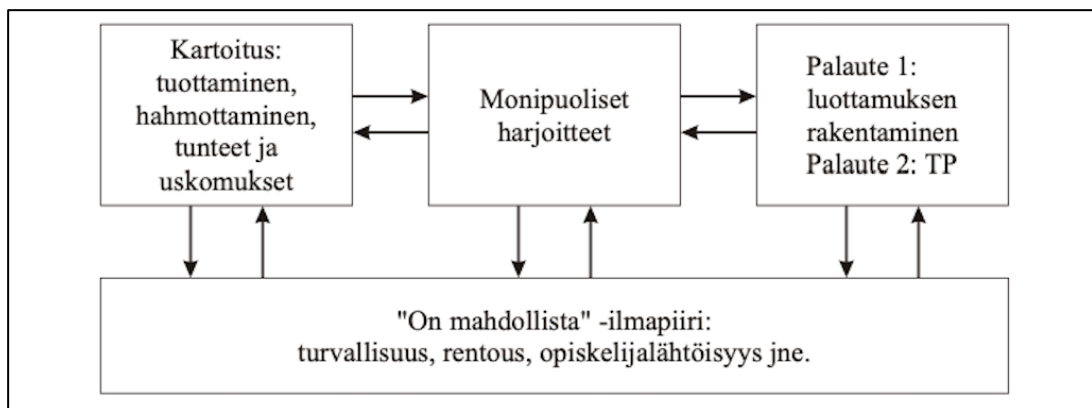 Kartoitus:
tuottaminen,
hahmottaminen,
tunteet ja
uskomukset
Monipuoliset
harjoitteet
Palaute 1:
luottamuksen
rakentaminen
Palaute 2: TP
"On mahdollista" -ilmapiiri:
turvallisuus, rentous, opiskelijalähtöisyys jne.